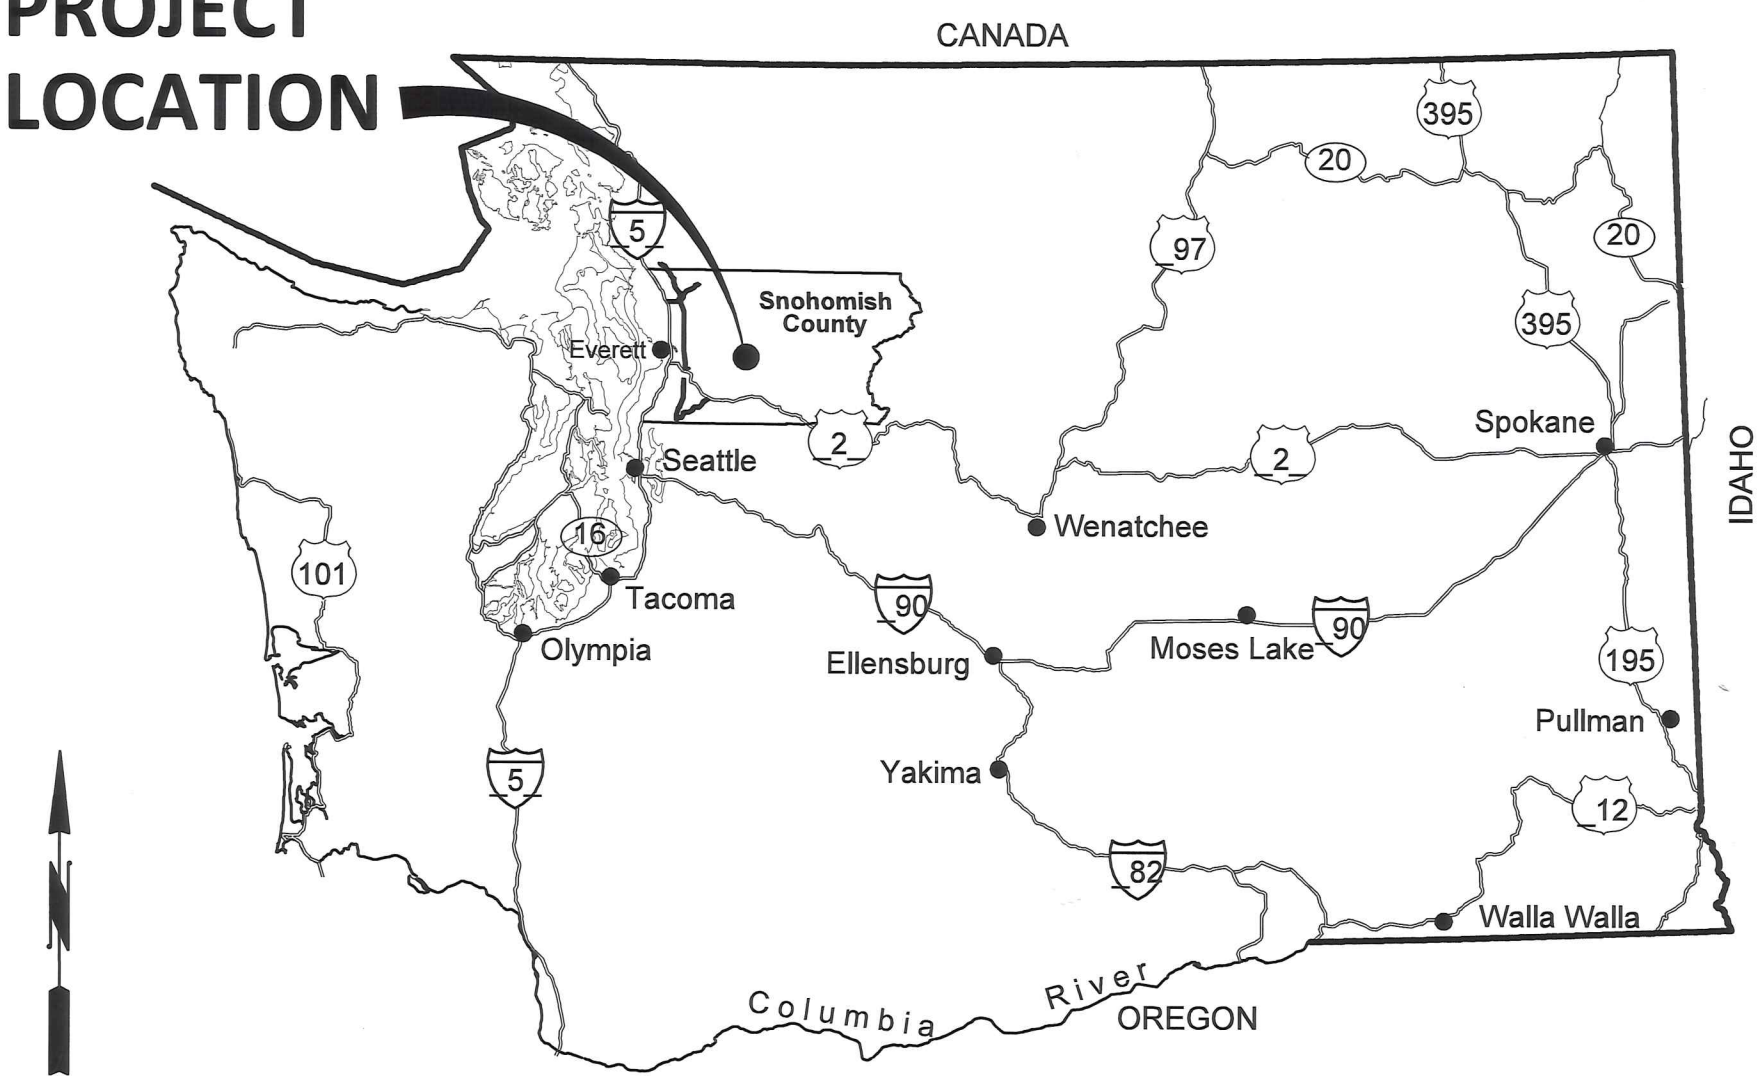 PROJECT
LOCATION
CANADA
395
20
5
97
20
Snohomish
County
395
Everett
2
Spokane
2
Seattle
IDAHO
Wenatchee
16
101
Tacoma
90
Moses Lake
90
Olympia
Ellensburg
195
Pullman
5
Yakima
12
82
N
Walla Walla
Columbia River
OREGON